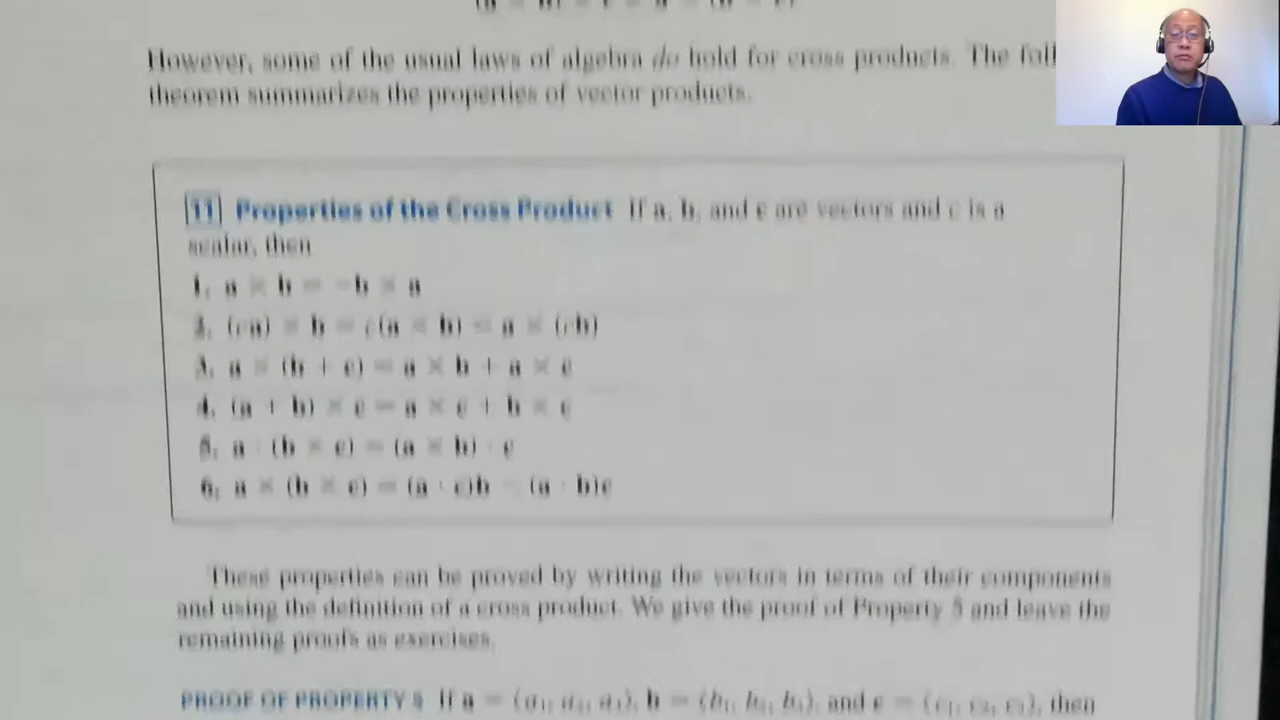 However, some of the usual laws of algebra do hold for cross products. The foll
theorem summarizes the properties of vector products.
11 Properties of the Cross Product If a, b, and c are vectors and c is a
scalar, then
1. a × b = −b × a
2. (ca) × b = c(a × b) = a × (cb)
3. a × (b + c) = a × b + a × c
4. (a + b) × c = a × c + b × c
5. a · (b × c) = (a × b) · c
6. a × (b × c) = (a · c)b − (a · b)c
These properties can be proved by writing the vectors in terms of their components
and using the definition of a cross product. We give the proof of Property 5 and leave the
remaining proofs as exercises.
PROOF OF PROPERTY 5 If a = ⟨a₁, a₂, a₃⟩, b = ⟨b₁, b₂, b₃⟩, and c = ⟨c₁, c₂, c₃⟩, then